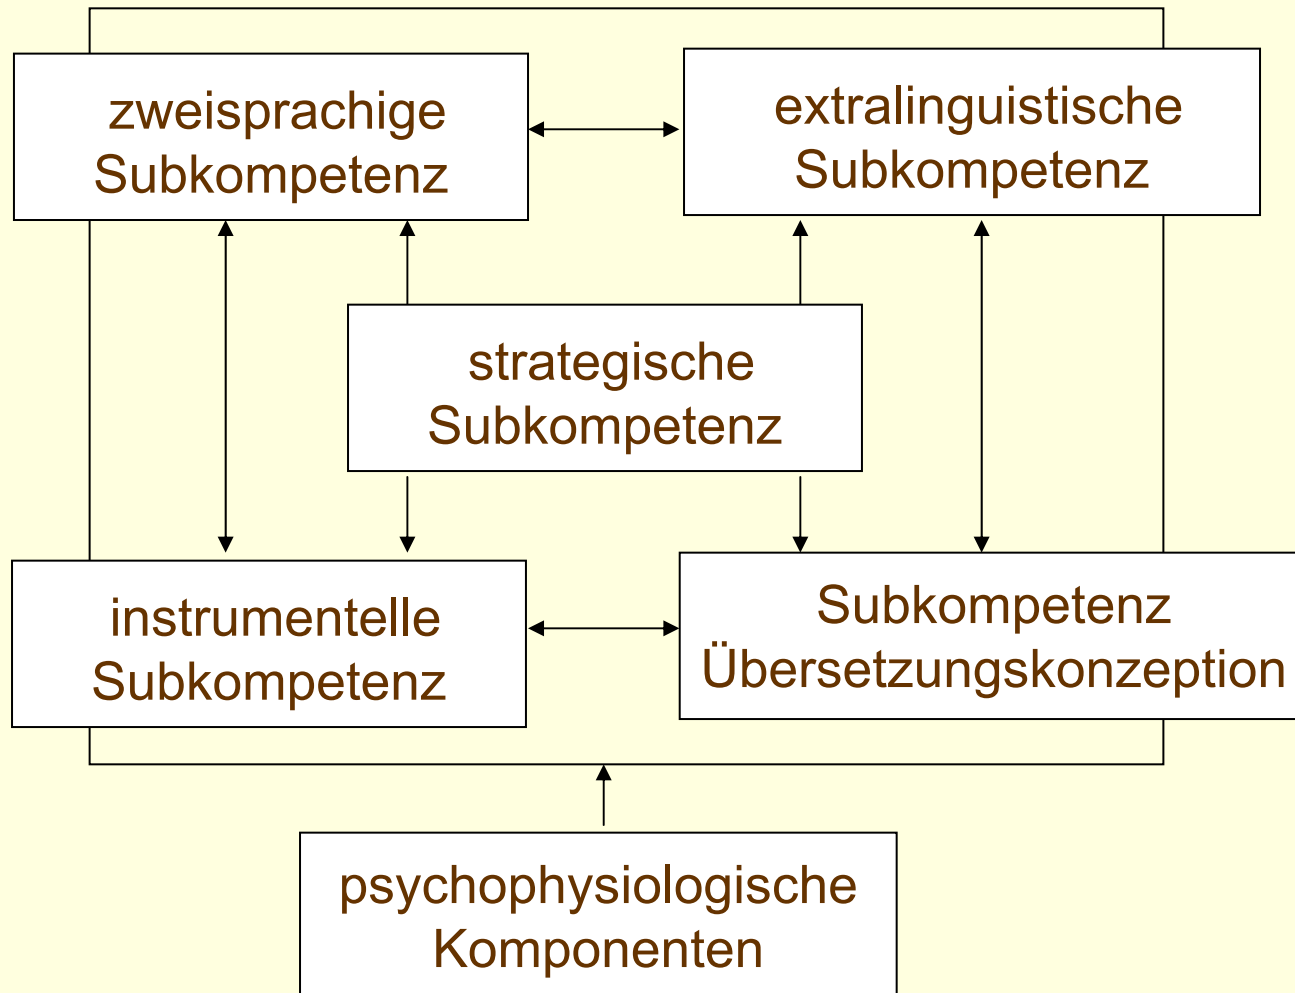 zweisprachige
Subkompetenz
extralinguistische
Subkompetenz
strategische
Subkompetenz
instrumentelle
Subkompetenz
Subkompetenz
Übersetzungskonzeption
psychophysiologische
Komponenten